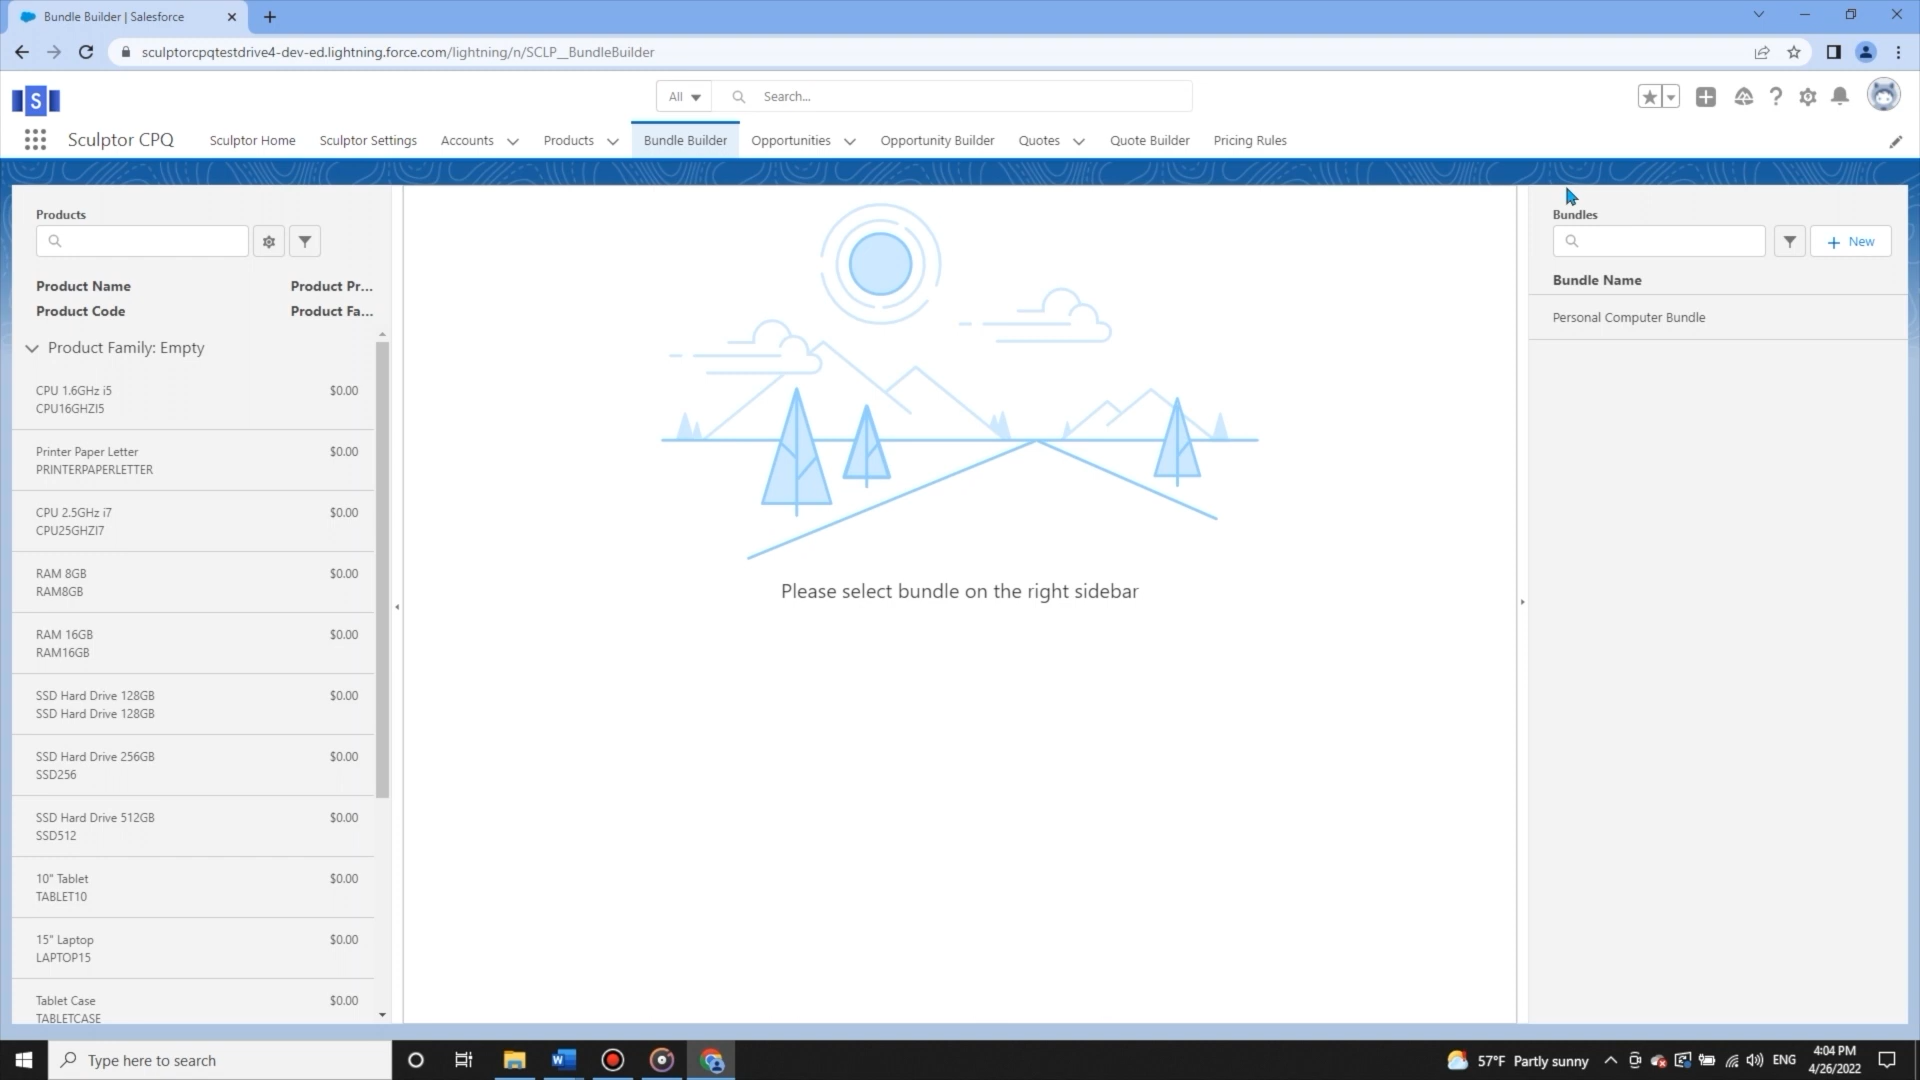 Bundle Builder | Salesforce
sculptorcpqtestdrive4-dev-ed.lightning.force.com/lightning/n/SCLP__BundleBuilder
S
All
Search...
Sculptor CPQ
Sculptor Home
Sculptor Settings
Accounts
Products
Bundle Builder
Opportunities
Opportunity Builder
Quotes
Quote Builder
Pricing Rules
Products
Product Name Product Pr...
Product Code Product Fa...
Product Family: Empty
CPU 1.6GHz i5 $0.00
CPU16GHZI5
Printer Paper Letter $0.00
PRINTERPAPERLETTER
CPU 2.5GHz i7 $0.00
CPU25GHZI7
RAM 8GB $0.00
RAM8GB
RAM 16GB $0.00
RAM16GB
SSD Hard Drive 128GB $0.00
SSD Hard Drive 128GB
SSD Hard Drive 256GB $0.00
SSD256
SSD Hard Drive 512GB $0.00
SSD512
10" Tablet $0.00
TABLET10
15" Laptop $0.00
LAPTOP15
Tablet Case $0.00
TABLETCASE
Please select bundle on the right sidebar
Bundles
New
Bundle Name
Personal Computer Bundle
Type here to search
57°F Partly sunny
ENG
4:04 PM
4/26/2022